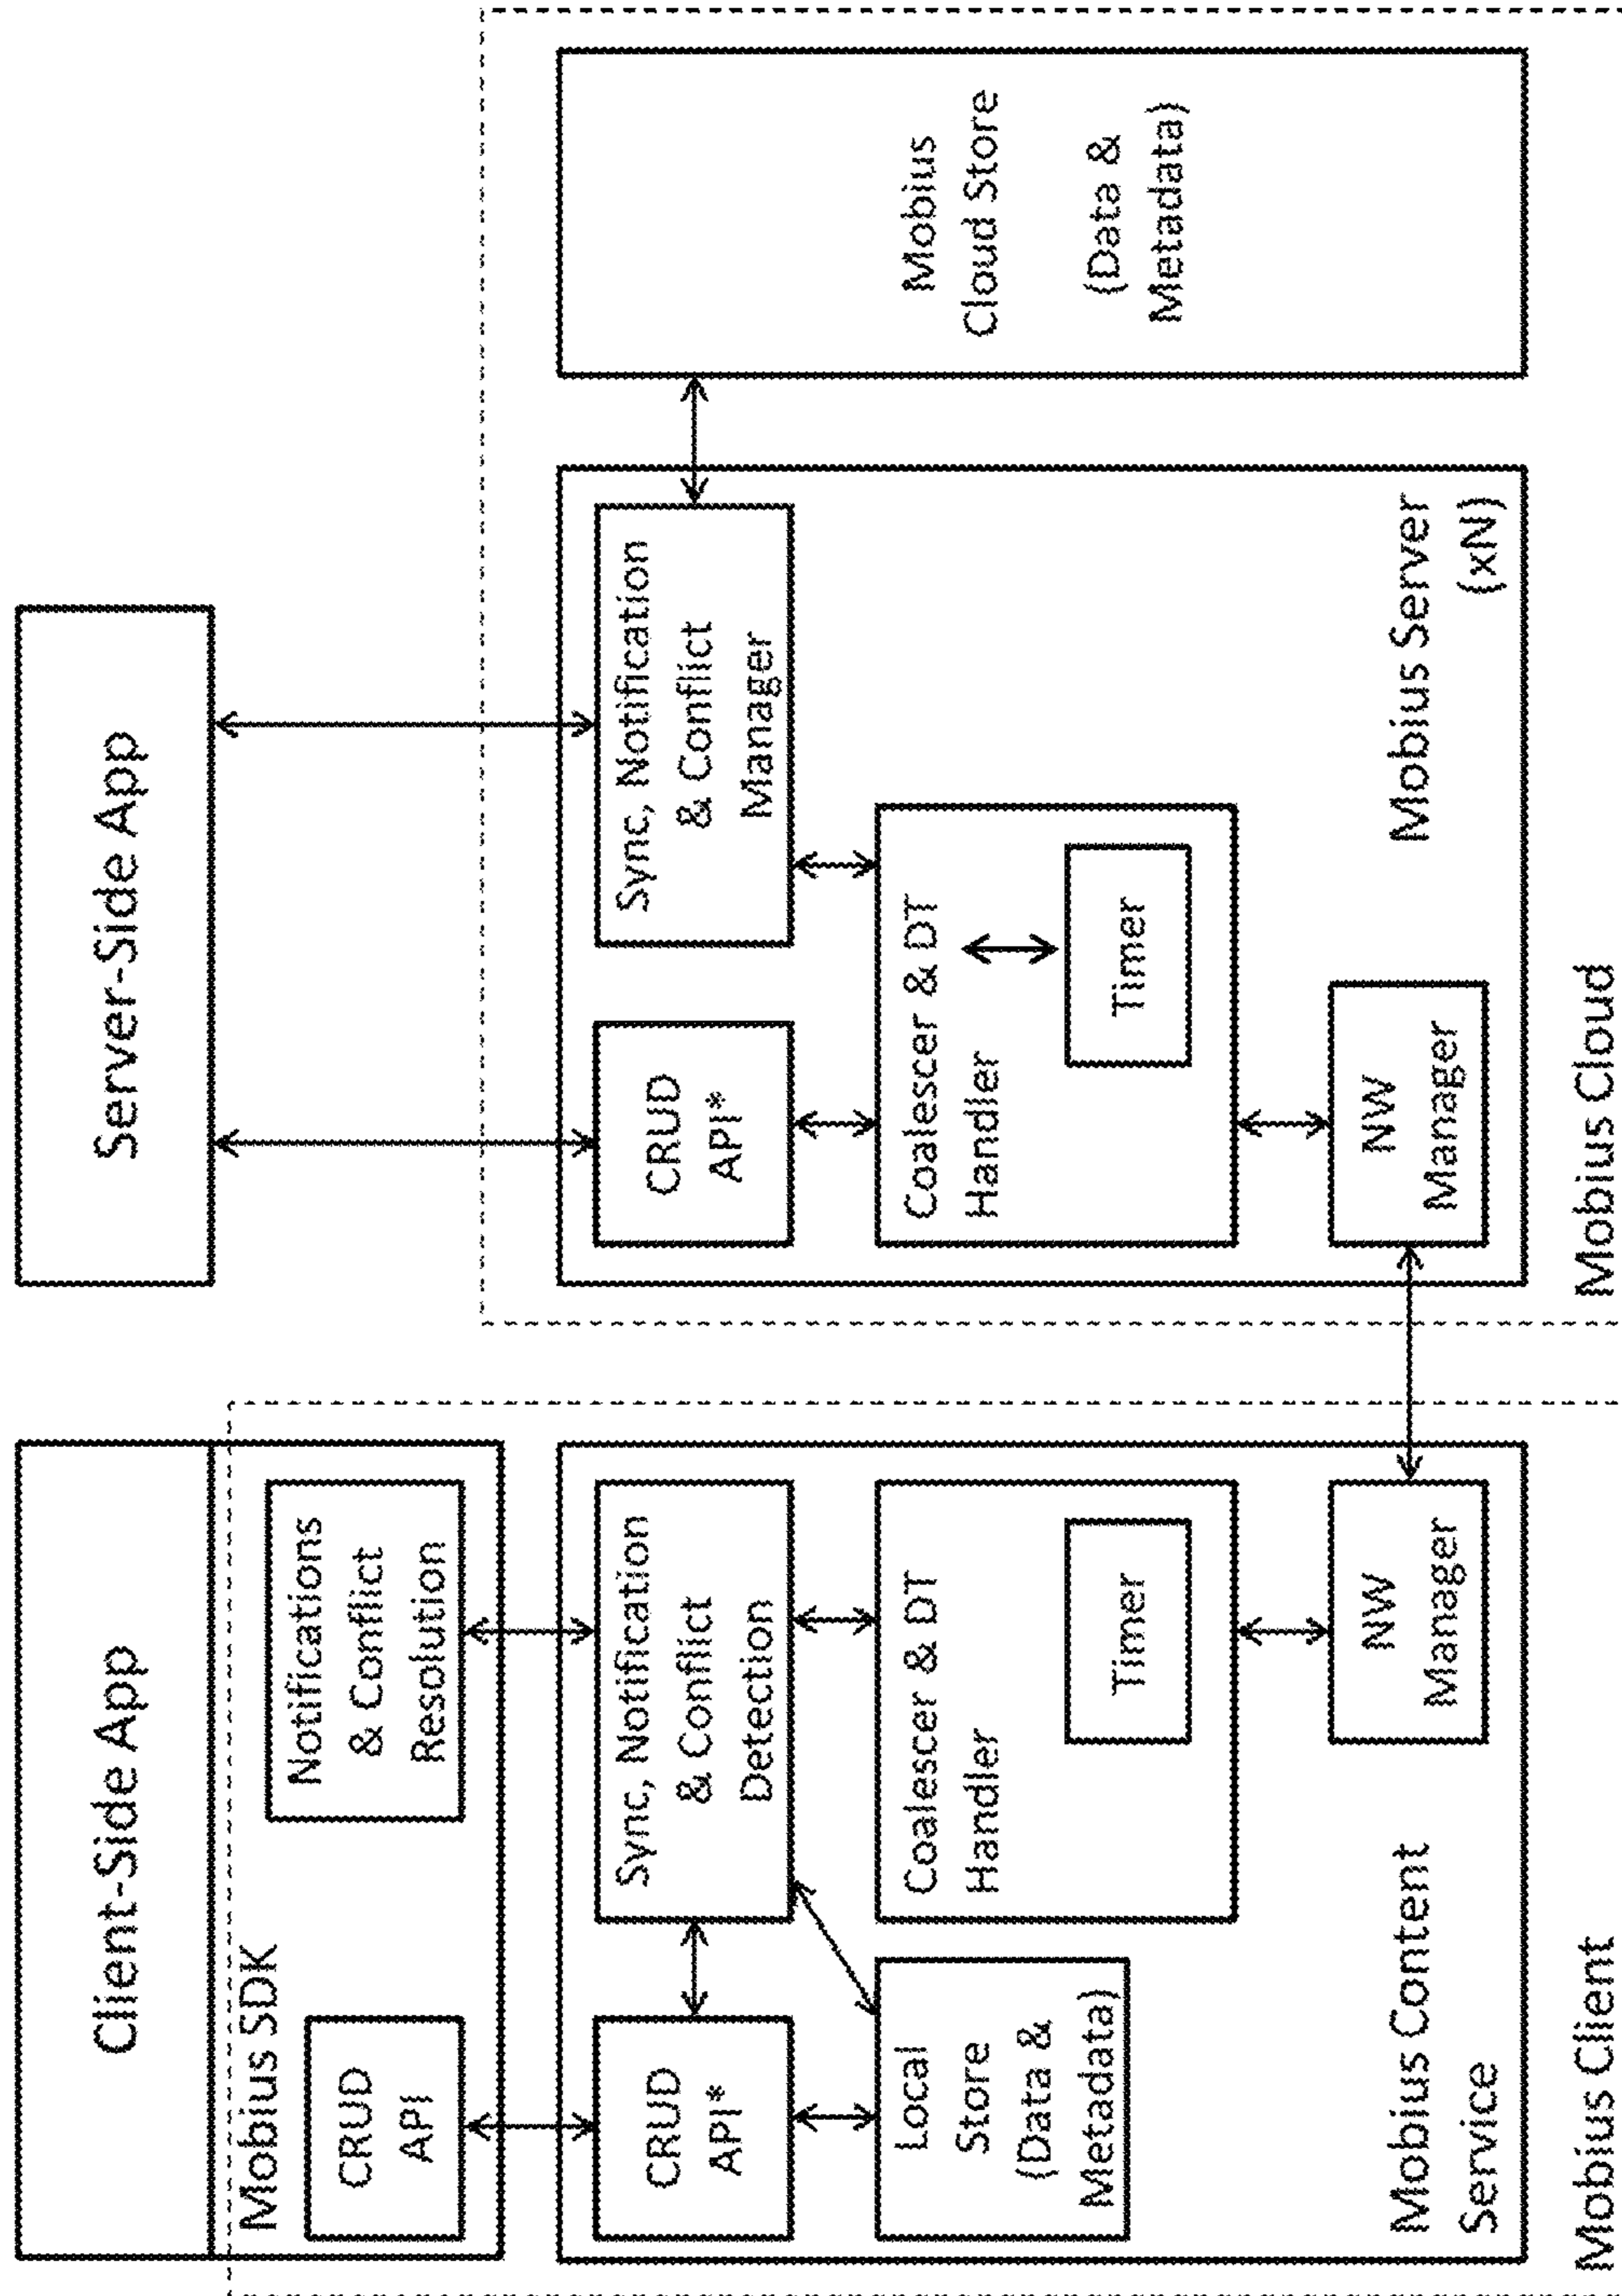 Client-Side App
Mobius SDK
CRUD
API
Notifications
& Conflict
Resolution
CRUD
API*
Sync, Notification
& Conflict
Detection
Local
Store
(Data &
Metadata)
Coalescer & DT
Handler
Timer
NW
Manager
Mobius Content
Service
Mobius Client
Server-Side App
CRUD
API*
Sync, Notification
& Conflict
Manager
Coalescer & DT
Handler
Timer
NW
Manager
Mobius Server
(xN)
Mobius Cloud
Mobius
Cloud Store
(Data &
Metadata)